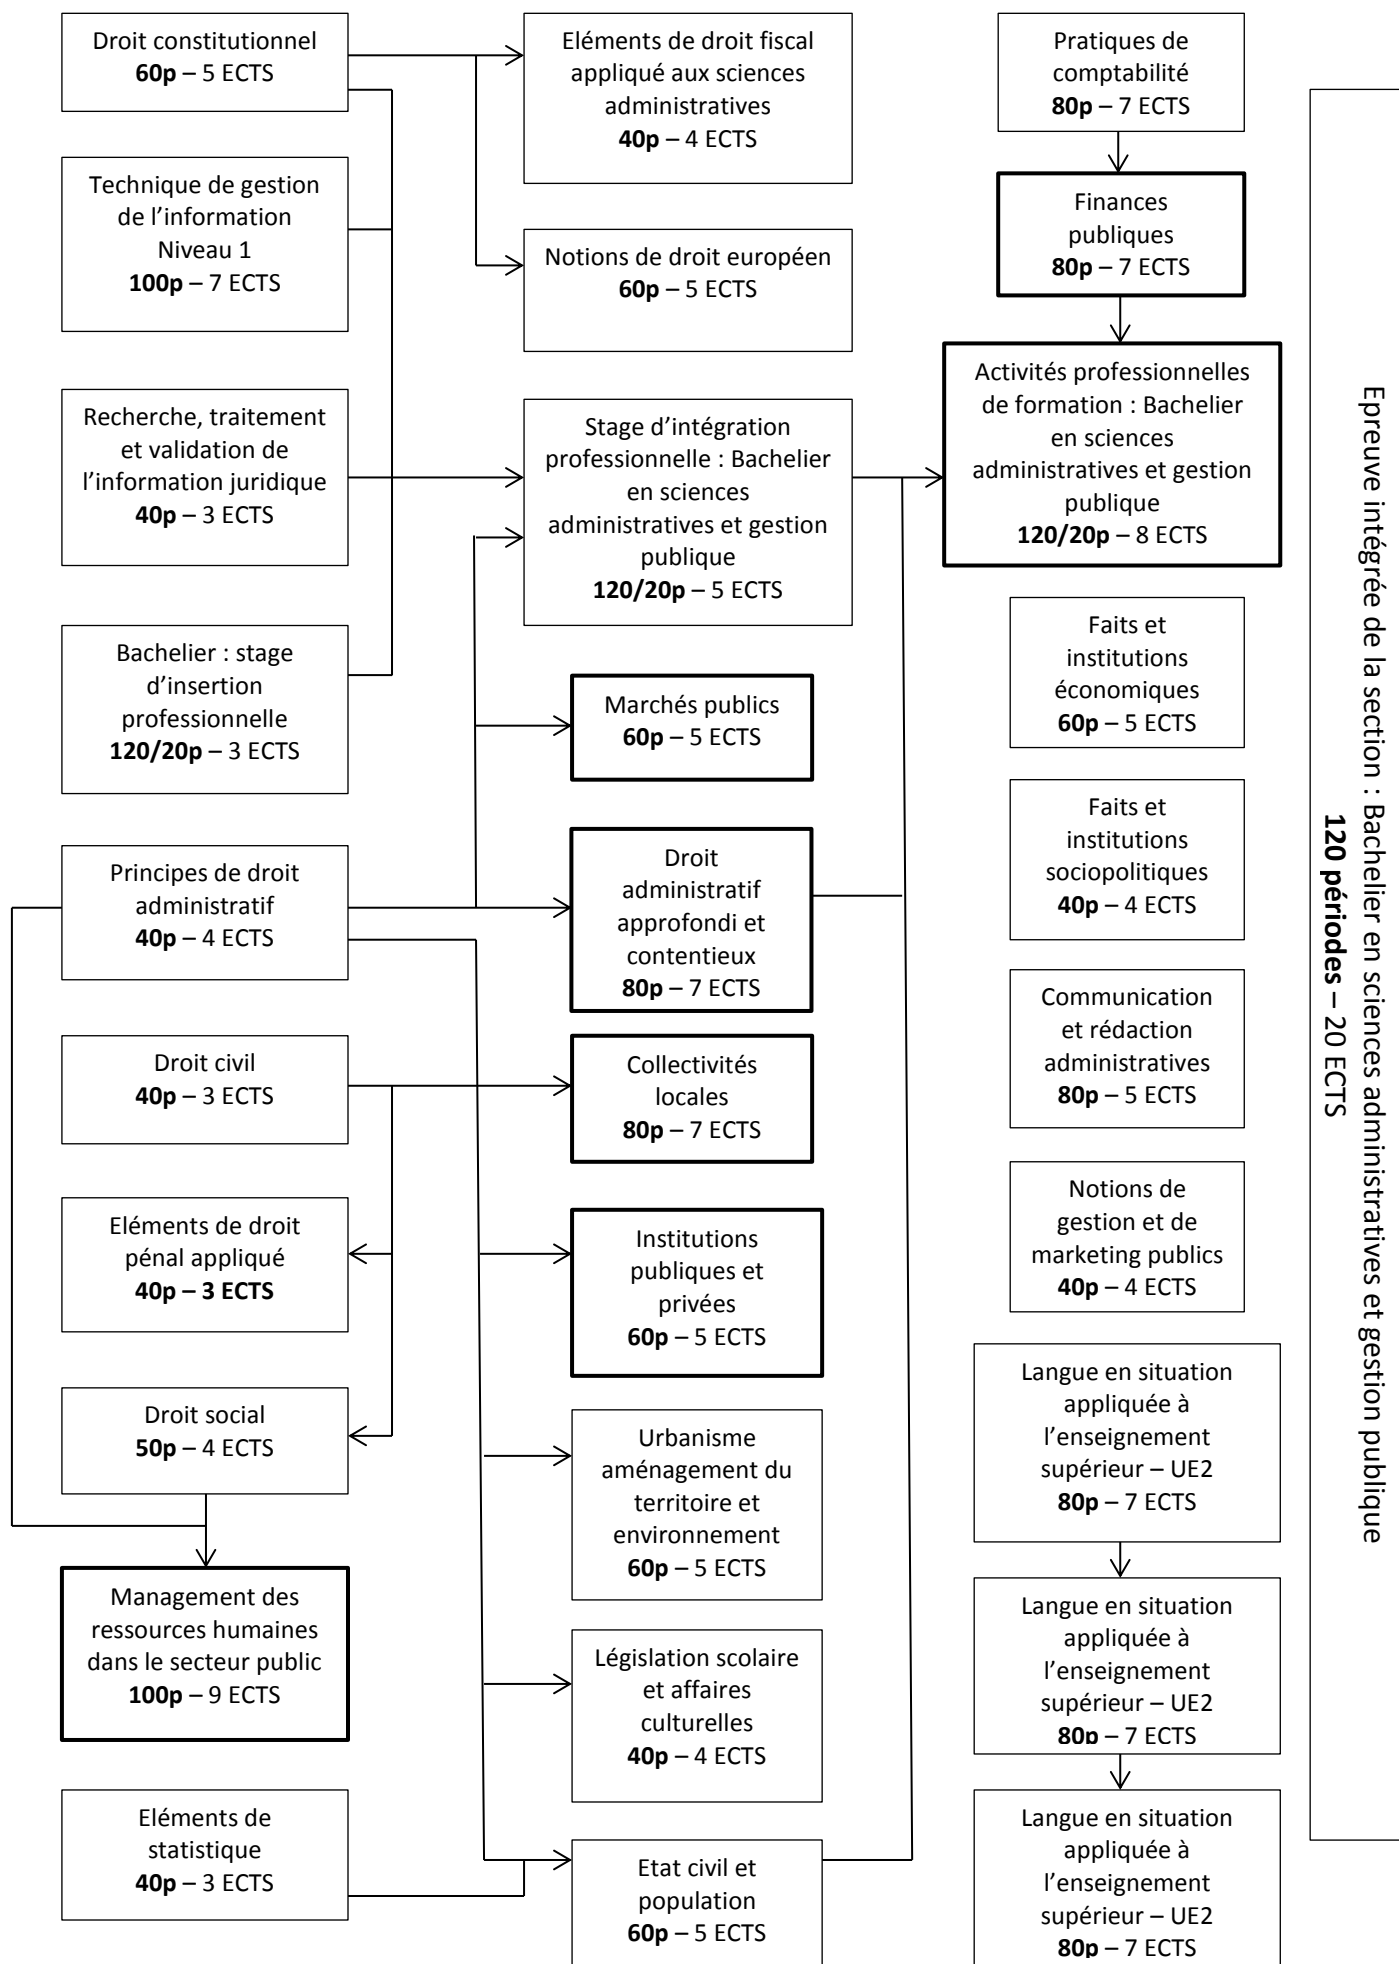 Droit constitutionnel
60p – 5 ECTS
Technique de gestion
de l'information
Niveau 1
100p – 7 ECTS
Recherche, traitement
et validation de
l'information juridique
40p – 3 ECTS
Bachelier : stage
d'insertion
professionnelle
120/20p – 3 ECTS
Principes de droit
administratif
40p – 4 ECTS
Droit civil
40p – 3 ECTS
Eléments de droit
pénal appliqué
40p – 3 ECTS
Droit social
50p – 4 ECTS
Management des
ressources humaines
dans le secteur public
100p – 9 ECTS
Eléments de
statistique
40p – 3 ECTS
Eléments de droit fiscal
appliqué aux sciences
administratives
40p – 4 ECTS
Notions de droit européen
60p – 5 ECTS
Stage d'intégration
professionnelle : Bachelier
en sciences
administratives et gestion
publique
120/20p – 5 ECTS
Marchés publics
60p – 5 ECTS
Droit
administratif
approfondi et
contentieux
80p – 7 ECTS
Collectivités
locales
80p – 7 ECTS
Institutions
publiques et
privées
60p – 5 ECTS
Urbanisme
aménagement du
territoire et
environnement
60p – 5 ECTS
Législation scolaire
et affaires
culturelles
40p – 4 ECTS
Etat civil et
population
60p – 5 ECTS
Pratiques de
comptabilité
80p – 7 ECTS
Finances
publiques
80p – 7 ECTS
Activités professionnelles
de formation : Bachelier
en sciences
administratives et gestion
publique
120/20p – 8 ECTS
Faits et
institutions
économiques
60p – 5 ECTS
Faits et
institutions
sociopolitiques
40p – 4 ECTS
Communication
et rédaction
administratives
80p – 5 ECTS
Notions de
gestion et de
marketing publics
40p – 4 ECTS
Langue en situation
appliquée à
l'enseignement
supérieur – UE2
80p – 7 ECTS
Langue en situation
appliquée à
l'enseignement
supérieur – UE2
80p – 7 ECTS
Langue en situation
appliquée à
l'enseignement
supérieur – UE2
80p – 7 ECTS
Epreuve intégrée de la section : Bachelier en sciences administratives et gestion publique
120 périodes – 20 ECTS